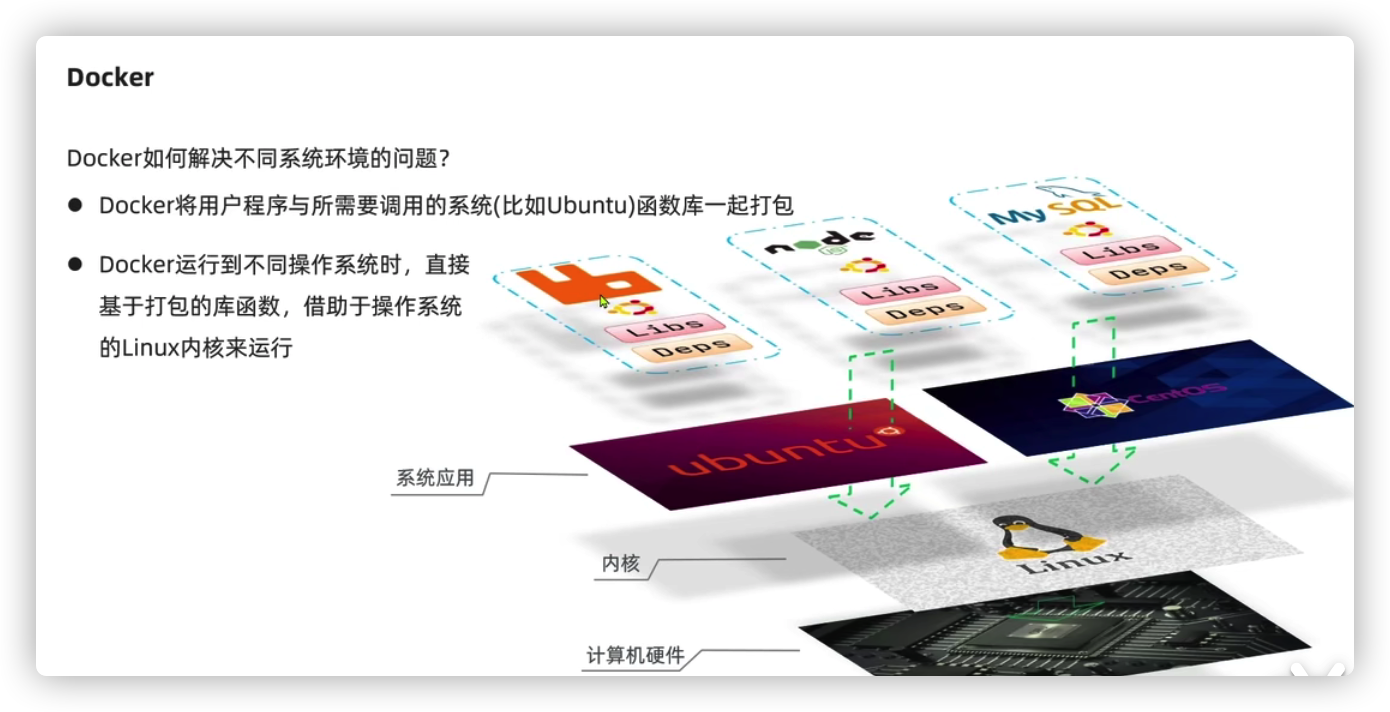 Docker
Docker如何解决不同系统环境的问题？
Docker将用户程序与所需要调用的系统(比如Ubuntu)函数库一起打包
Docker运行到不同操作系统时，直接
基于打包的库函数，借助于操作系统
的Linux内核来运行
MySQL
Libs
Deps
node
JS
Libs
Deps
Libs
Deps
CentOS
ubuntu
系统应用
内核
Linux
计算机硬件